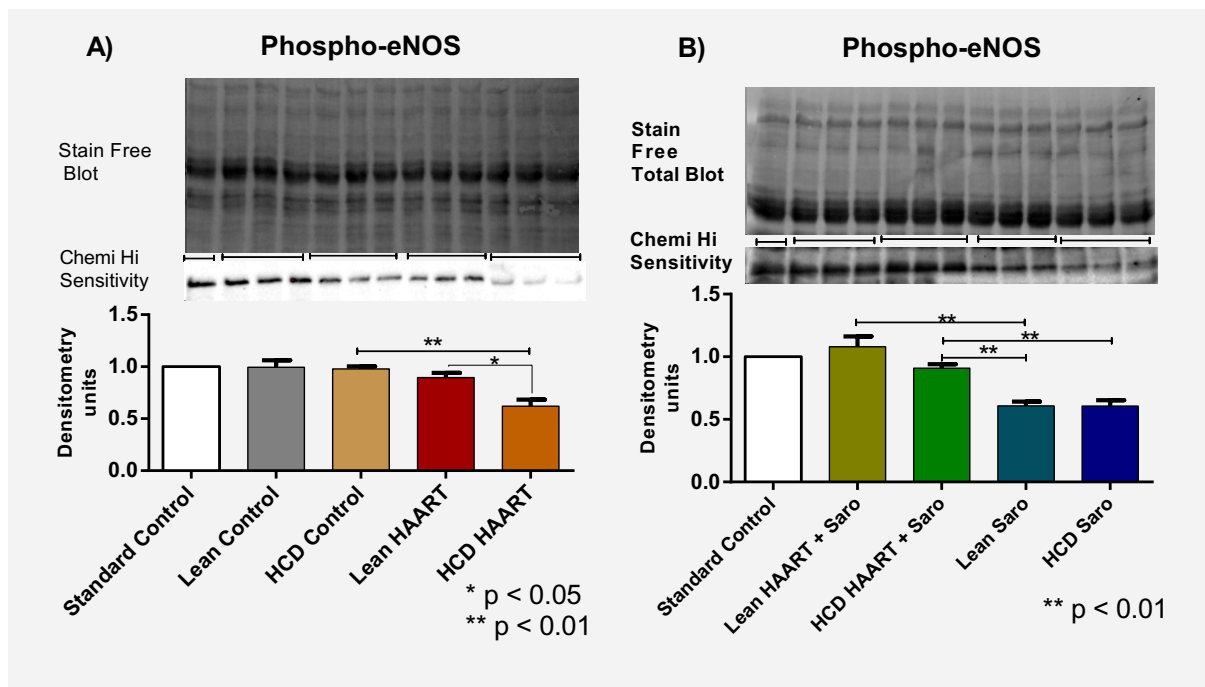 A)
Phospho-eNOS
Stain Free
Blot
Chemi Hi
Sensitivity
Densitometry
units
1.5
1.0
0.5
0.0
**
*
Standard Control
Lean Control
HCD Control
Lean HAART
HCD HAART
* p < 0.05
** p < 0.01
B)
Phospho-eNOS
Stain
Free
Total Blot
Chemi Hi
Sensitivity
Densitometry
units
1.5
1.0
0.5
0.0
**
**
**
Standard Control
Lean HAART + Saro
HCD HAART + Saro
Lean Saro
HCD Saro
** p < 0.01